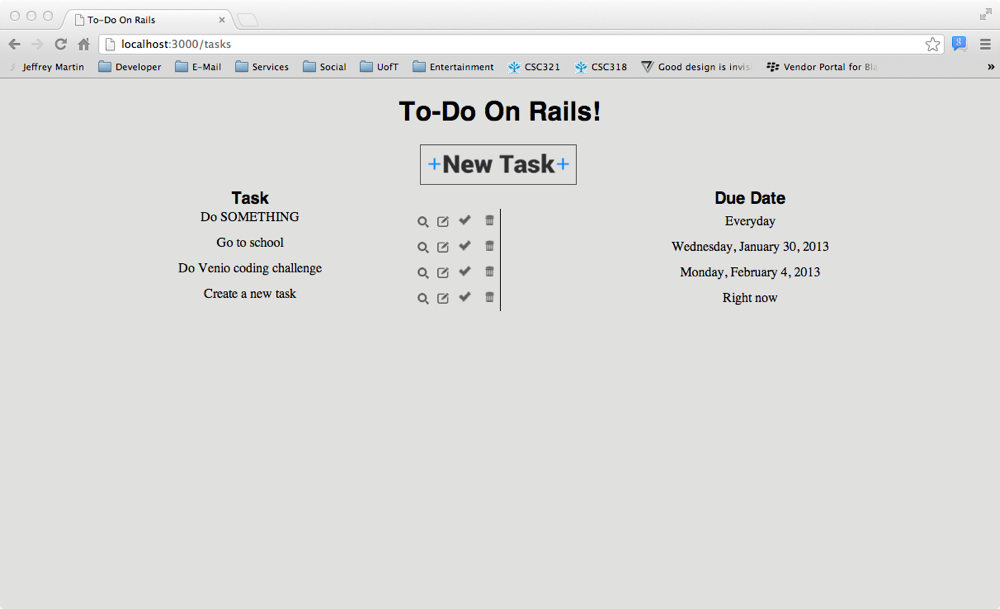 To-Do On Rails
localhost:3000/tasks
Jeffrey Martin Developer E-Mail Services Social UofT Entertainment CSC321 CSC318 Good design is invis Vendor Portal for Bla »
To-Do On Rails!
+New Task+
Task Due Date
Do SOMETHING Everyday
Go to school Wednesday, January 30, 2013
Do Venio coding challenge Monday, February 4, 2013
Create a new task Right now